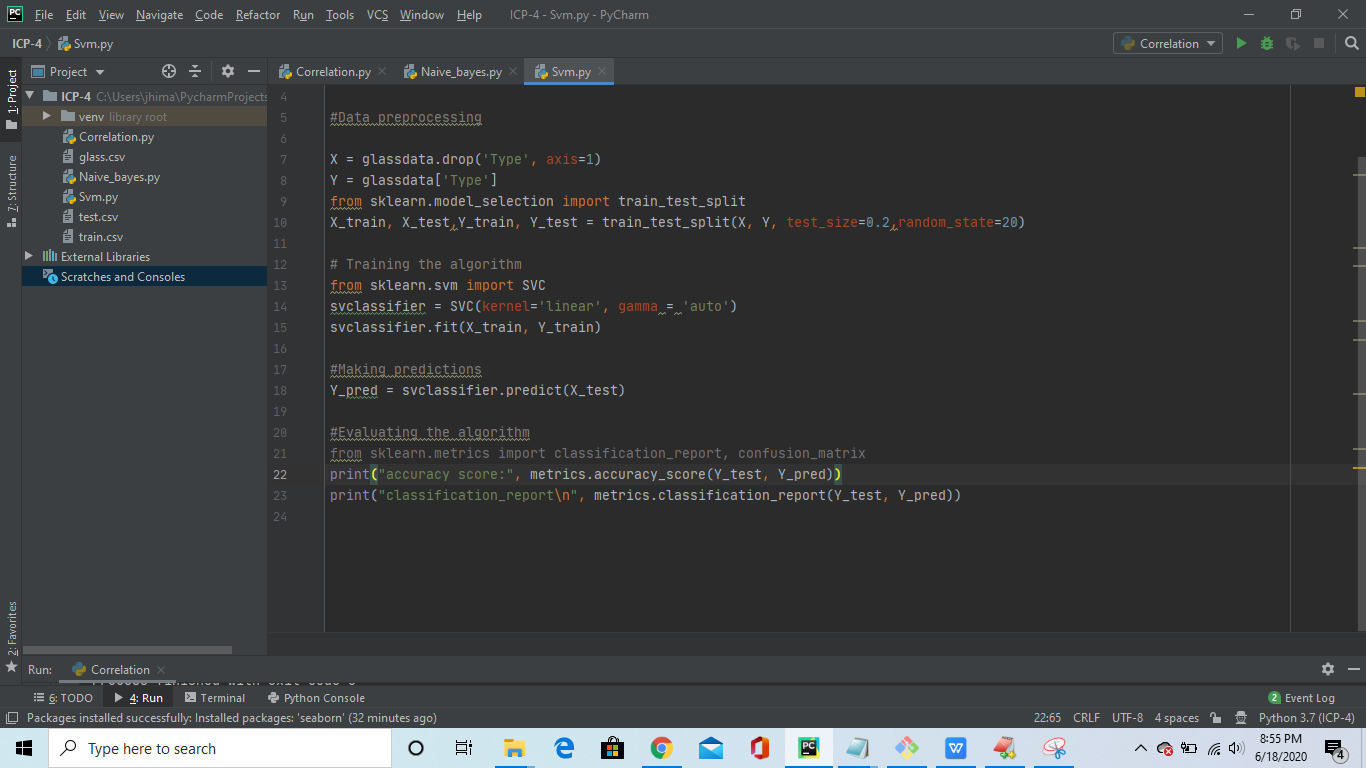 File Edit View Navigate Code Refactor Run Tools VCS Window Help ICP-4 - Svm.py - PyCharm
ICP-4 Svm.py Correlation
1: Project
Project
Correlation.py Naive_bayes.py Svm.py
ICP-4 C:\Users\jhima\PycharmProjects
venv library root
Correlation.py
glass.csv
Naive_bayes.py
Svm.py
test.csv
train.csv
External Libraries
Scratches and Consoles
7: Structure
2: Favorites
4
5 #Data preprocessing
6
7 X = glassdata.drop('Type', axis=1)
8 Y = glassdata['Type']
9 from sklearn.model_selection import train_test_split
10 X_train, X_test,Y_train, Y_test = train_test_split(X, Y, test_size=0.2,random_state=20)
11
12 # Training the algorithm
13 from sklearn.svm import SVC
14 svclassifier = SVC(kernel='linear', gamma = 'auto')
15 svclassifier.fit(X_train, Y_train)
16
17 #Making predictions
18 Y_pred = svclassifier.predict(X_test)
19
20 #Evaluating the algorithm
21 from sklearn.metrics import classification_report, confusion_matrix
22 print("accuracy score:", metrics.accuracy_score(Y_test, Y_pred))
23 print("classification_report\n", metrics.classification_report(Y_test, Y_pred))
24
Run: Correlation
Process finished with exit code 0
6: TODO 4: Run Terminal Python Console 2 Event Log
Packages installed successfully: Installed packages: 'seaborn' (32 minutes ago) 22:65 CRLF UTF-8 4 spaces Python 3.7 (ICP-4)
Type here to search
8:55 PM
6/18/2020
4